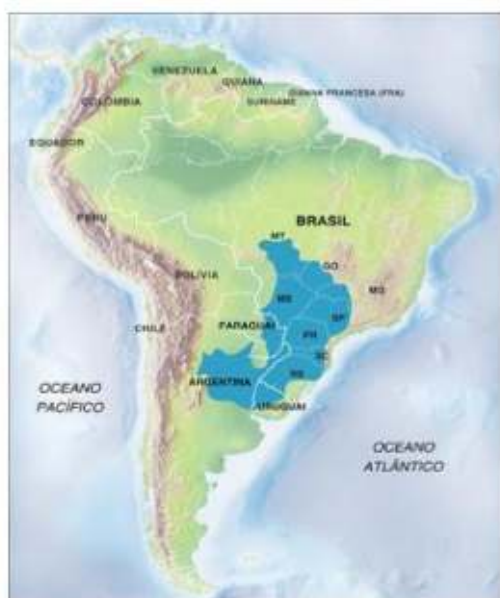 VENEZUELA
GUIANA
GUIANA FRANCESA (FRA)
SURINAME
COLÔMBIA
EQUADOR
BRASIL
PERU
MT
GO
BOLÍVIA
MS
MG
SP
CHILE
PARAGUAI
PR
SC
RS
ARGENTINA
URUGUAI
OCEANO
PACÍFICO
OCEANO
ATLÂNTICO